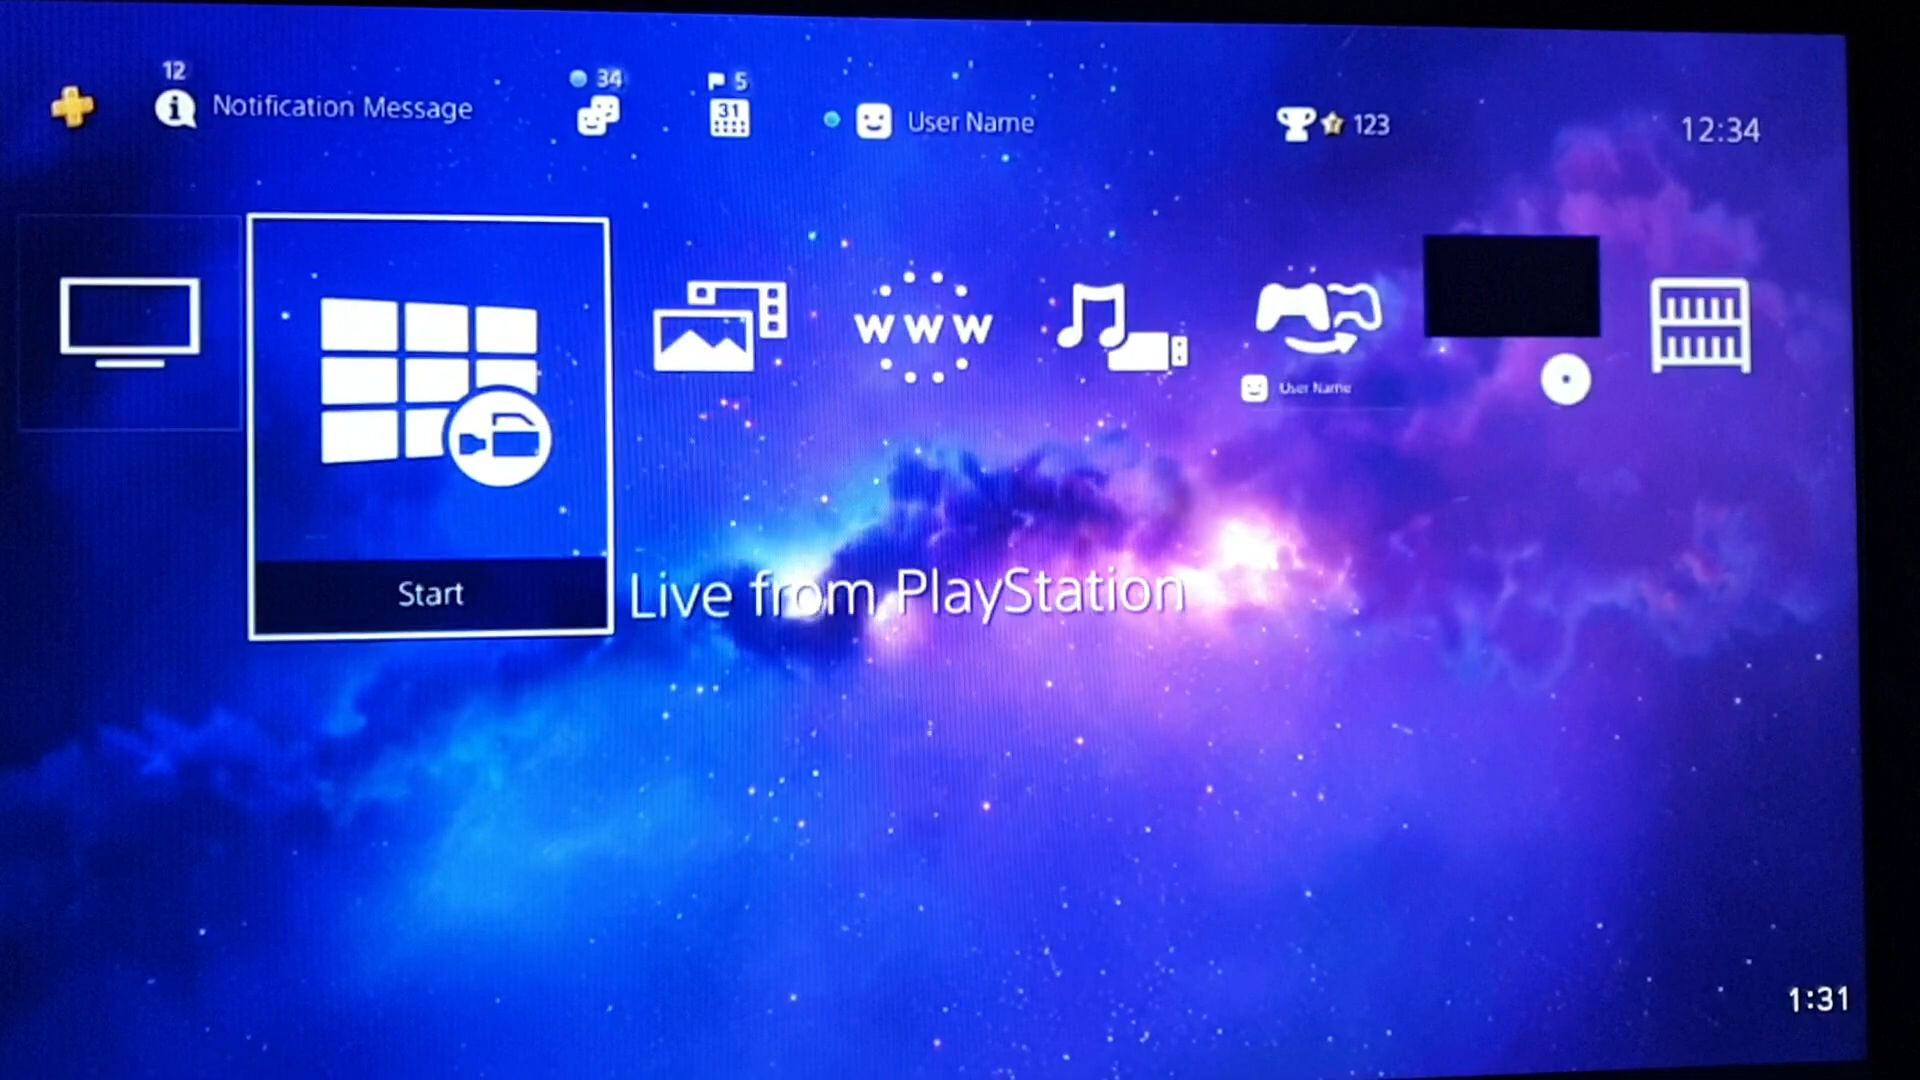 12
Notification Message
34
5
31
User Name
123
12:34
WWW
User Name
Start
Live from PlayStation
1:31